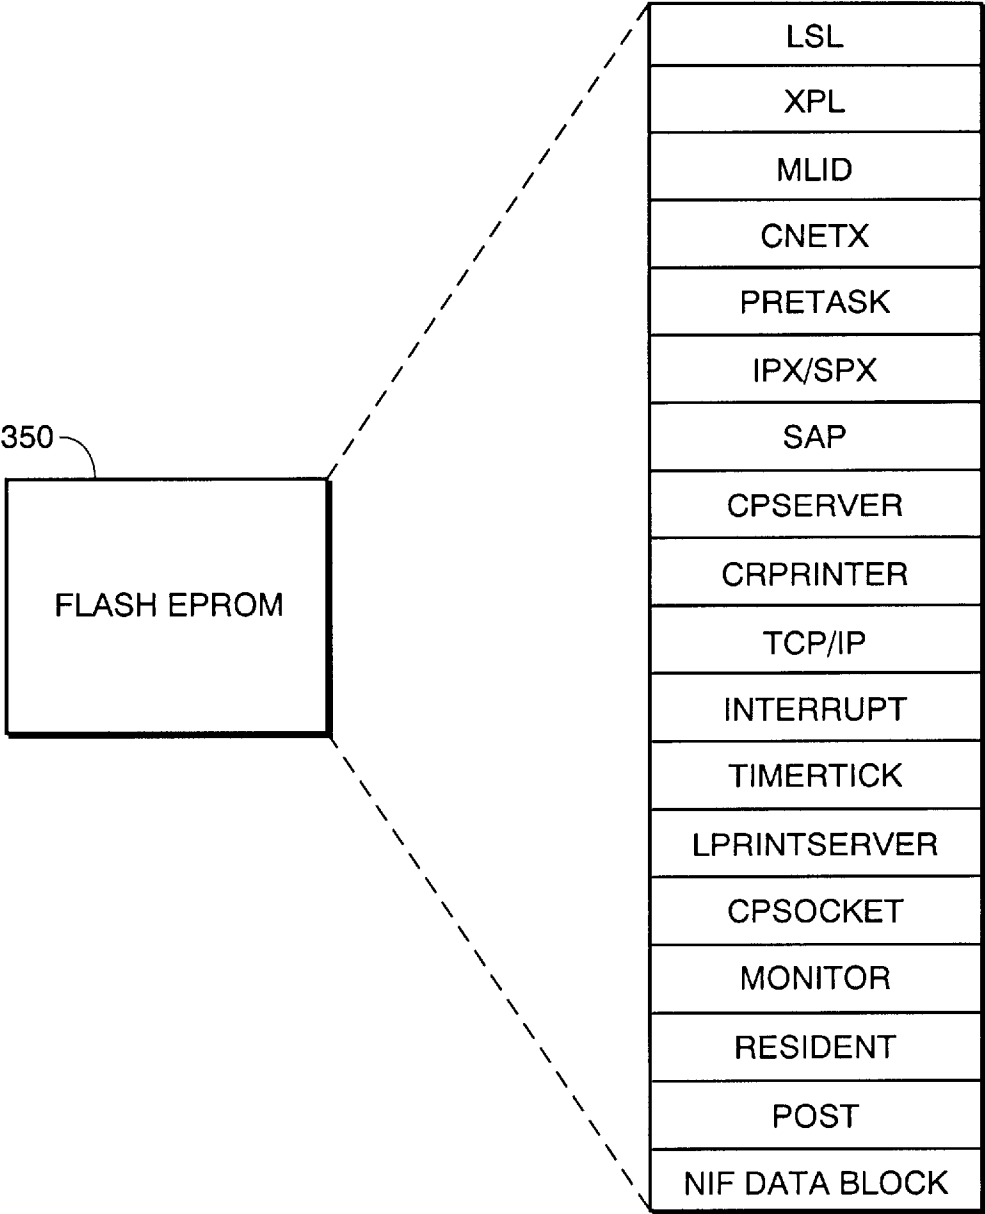 350
FLASH EPROM
LSL
XPL
MLID
CNETX
PRETASK
IPX/SPX
SAP
CPSERVER
CRPRINTER
TCP/IP
INTERRUPT
TIMERTICK
LPRINTSERVER
CPSOCKET
MONITOR
RESIDENT
POST
NIF DATA BLOCK